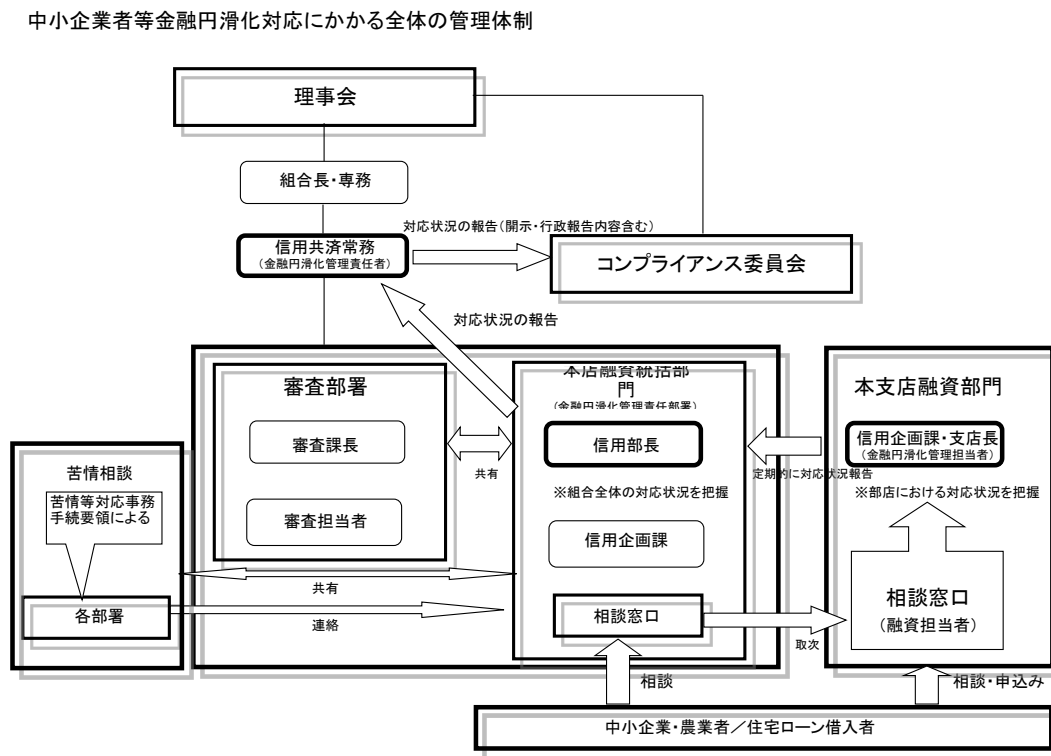 中小企業者等金融円滑化対応にかかる全体の管理体制
理事会
組合長・専務
対応状況の報告(開示・行政報告内容含む)
信用共済常務
(金融円滑化管理責任者)
コンプライアンス委員会
対応状況の報告
審査部署
審査課長
審査担当者
共有
本店融資統括部
門
(金融円滑化管理責任部署)
信用部長
※組合全体の対応状況を把握
信用企画課
相談窓口
定期的に対応状況報告
本支店融資部門
信用企画課・支店長
(金融円滑化管理担当者)
※部店における対応状況を把握
相談窓口
(融資担当者)
取次
苦情相談
苦情等対応事務
手続要領による
各部署
共有
連絡
相談
相談・申込み
中小企業・農業者/住宅ローン借入者